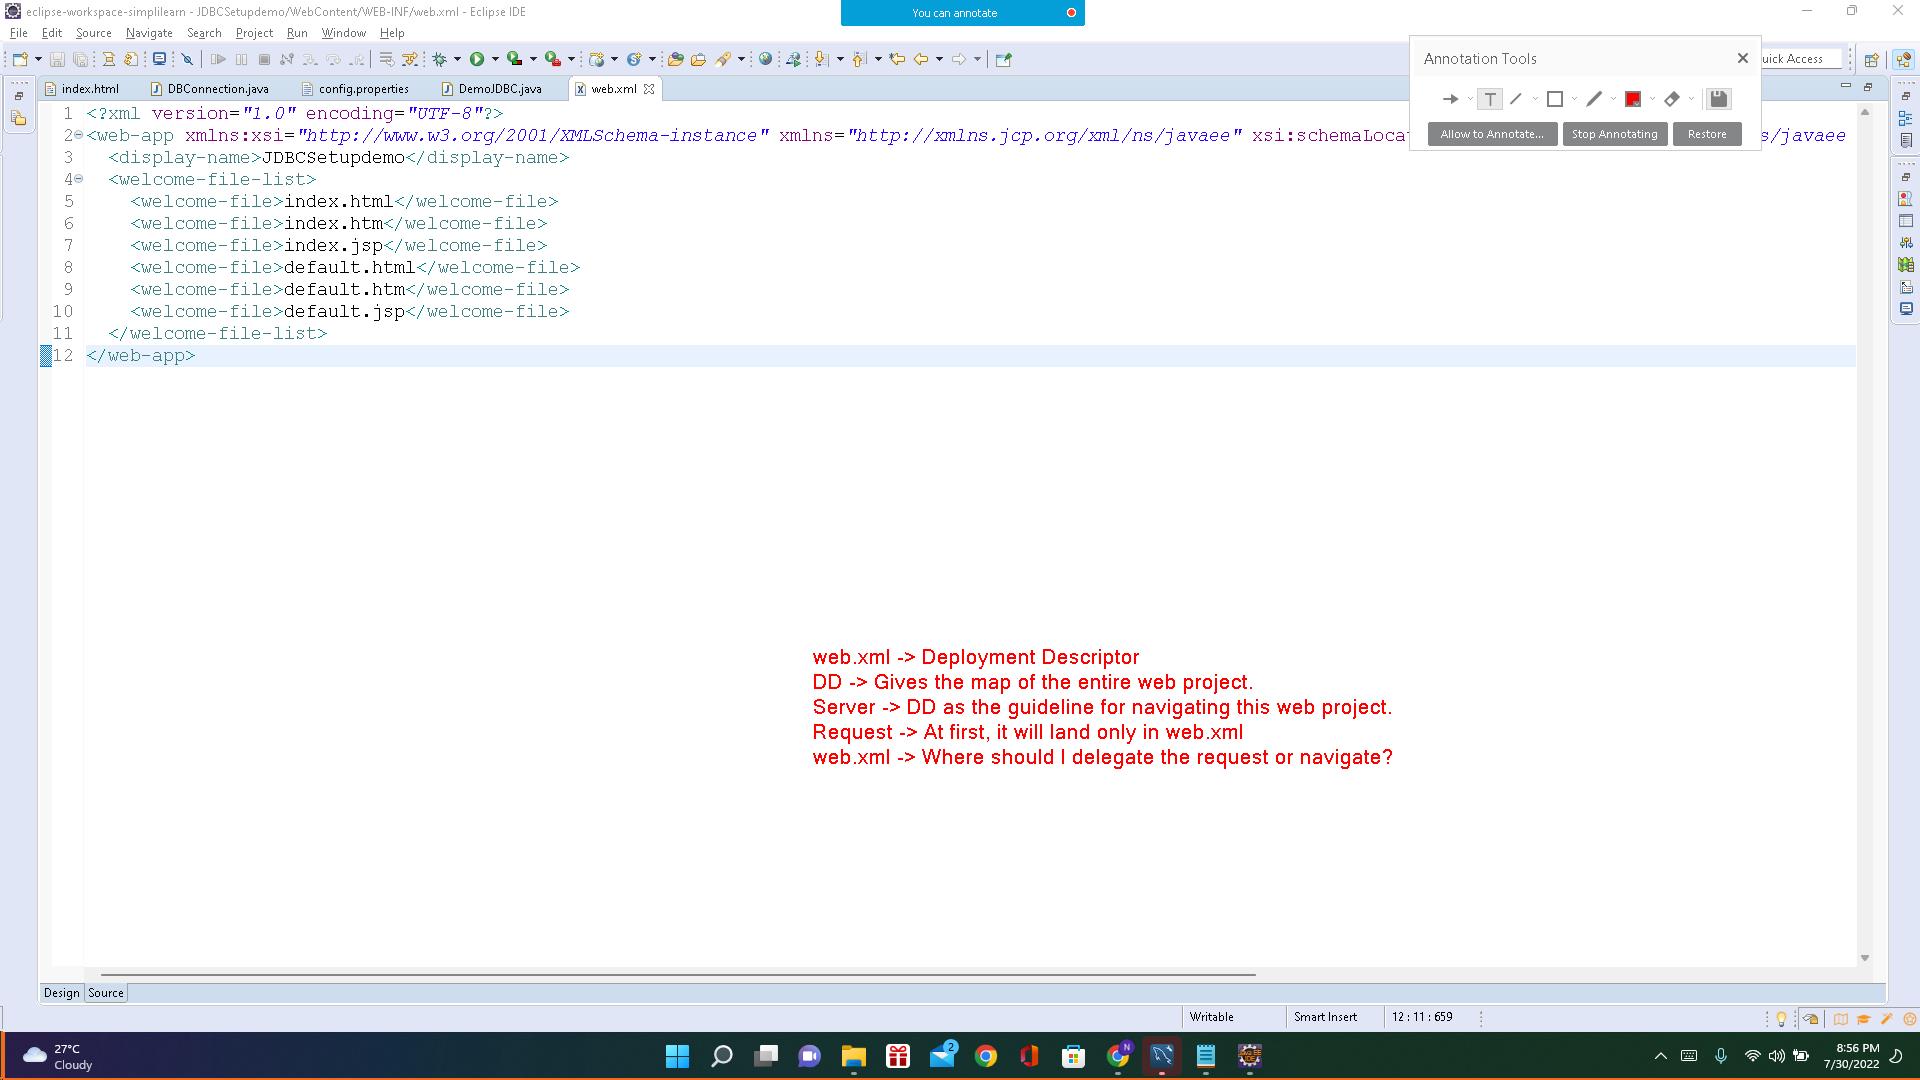 eclipse-workspace-simplilearn - JDBCSetupdemo/WebContent/WEB-INF/web.xml - Eclipse IDE
You can annotate
File Edit Source Navigate Search Project Run Window Help
Annotation Tools
uick Access
index.html DBConnection.java config.properties DemoJDBC.java web.xml
Allow to Annotate... Stop Annotating Restore
1 <?xml version="1.0" encoding="UTF-8"?>
2 <web-app xmlns:xsi="http://www.w3.org/2001/XMLSchema-instance" xmlns="http://xmlns.jcp.org/xml/ns/javaee" xsi:schemaLocat s/javaee
3 <display-name>JDBCSetupdemo</display-name>
4 <welcome-file-list>
5 <welcome-file>index.html</welcome-file>
6 <welcome-file>index.htm</welcome-file>
7 <welcome-file>index.jsp</welcome-file>
8 <welcome-file>default.html</welcome-file>
9 <welcome-file>default.htm</welcome-file>
10 <welcome-file>default.jsp</welcome-file>
11 </welcome-file-list>
12 </web-app>
web.xml -> Deployment Descriptor
DD -> Gives the map of the entire web project.
Server -> DD as the guideline for navigating this web project.
Request -> At first, it will land only in web.xml
web.xml -> Where should I delegate the request or navigate?
Design Source
Writable Smart Insert 12 : 11 : 659
27°C
Cloudy
2
N
8:56 PM
7/30/2022